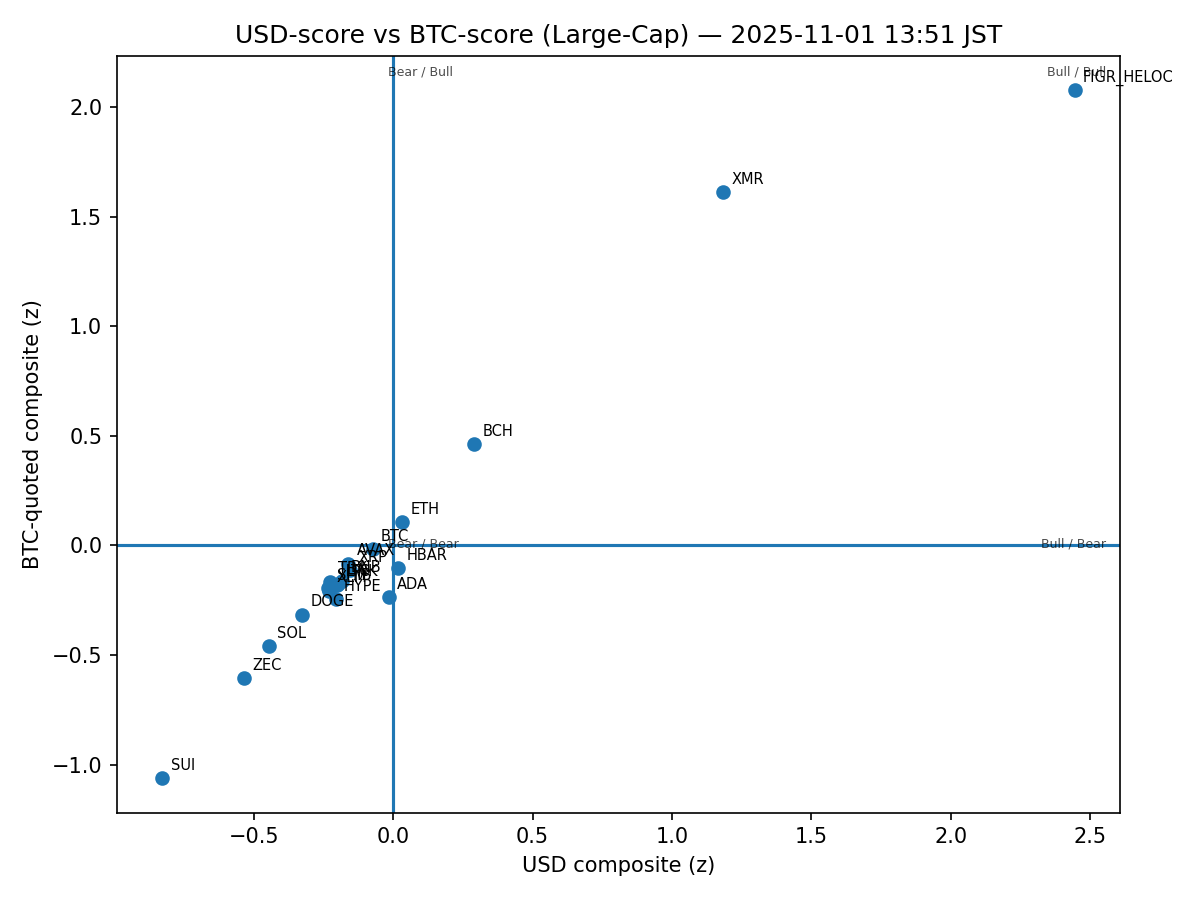 USD-score vs BTC-score (Large-Cap) — 2025-11-01 13:51 JST
Bear / Bull
Bull / Bull
FIGR_HELOC
XMR
BCH
ETH
BTC
AVAX
Bear / Bear
Bull / Bear
XRP
HBAR
HYPE
ADA
DOGE
SOL
ZEC
SUI
2.0
1.5
1.0
0.5
0.0
−0.5
−1.0
BTC-quoted composite (z)
−0.5
0.0
0.5
1.0
1.5
2.0
2.5
USD composite (z)